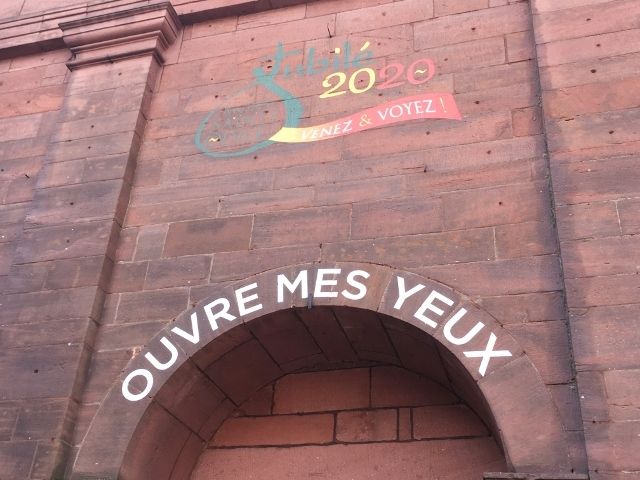 Jubilé
2020
VENEZ & VOYEZ !
OUVRE MES YEUX